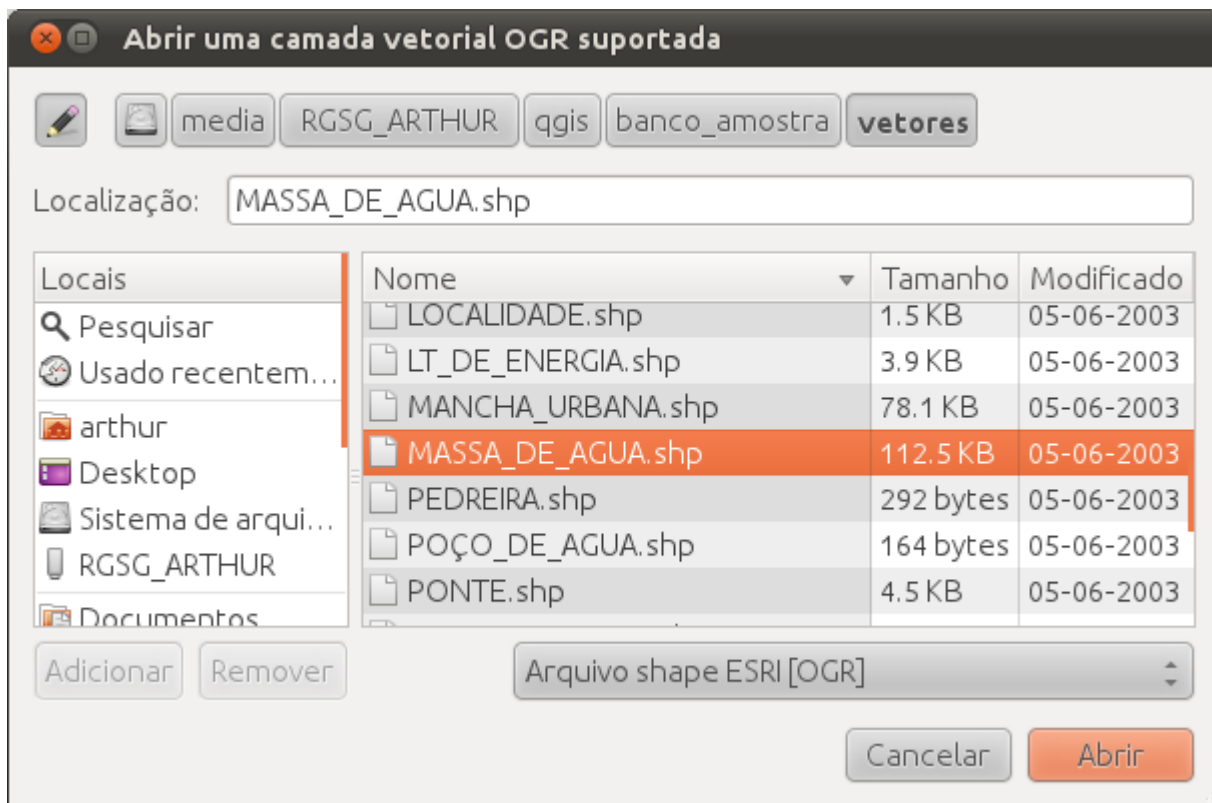 Abrir uma camada vetorial OGR suportada
media RGSG_ARTHUR qgis banco_amostra vetores
Localização: MASSA_DE_AGUA.shp
Locais
Pesquisar
Usado recentem...
arthur
Desktop
Sistema de arqui...
RGSG_ARTHUR
Documentos
Nome Tamanho Modificado
LOCALIDADE.shp 1.5 KB 05-06-2003
LT_DE_ENERGIA.shp 3.9 KB 05-06-2003
MANCHA_URBANA.shp 78.1 KB 05-06-2003
MASSA_DE_AGUA.shp 112.5 KB 05-06-2003
PEDREIRA.shp 292 bytes 05-06-2003
POÇO_DE_AGUA.shp 164 bytes 05-06-2003
PONTE.shp 4.5 KB 05-06-2003
Adicionar Remover Arquivo shape ESRI [OGR]
Cancelar Abrir